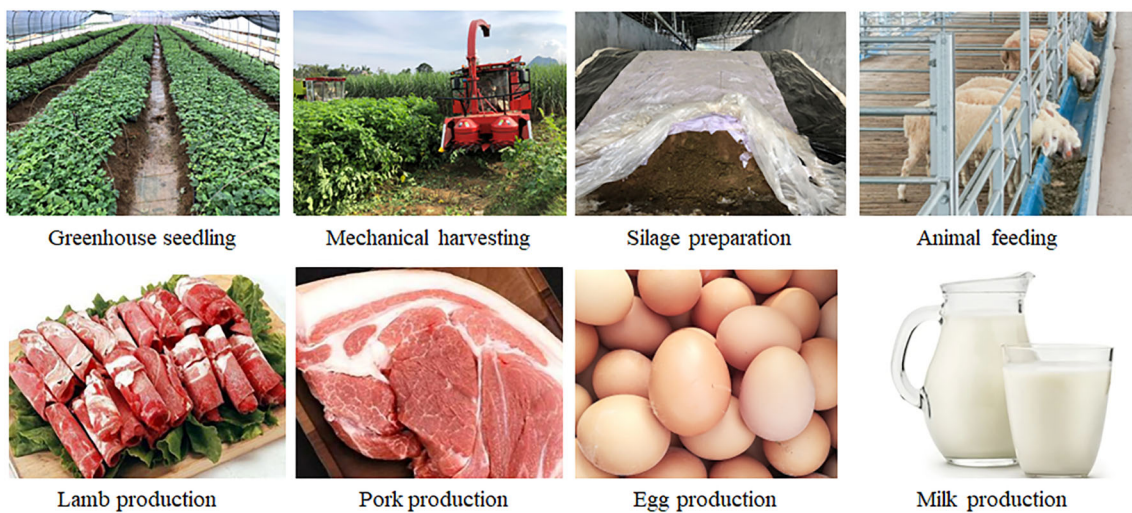 Greenhouse seedling
Mechanical harvesting
Silage preparation
Animal feeding
Lamb production
Pork production
Egg production
Milk production